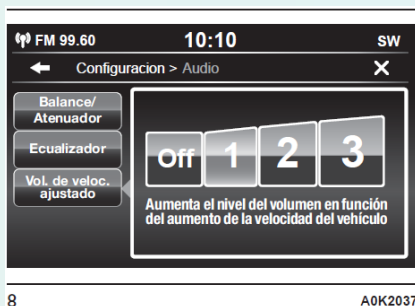 FM 99.60 10:10 SW
Configuracion > Audio X
Balance/
Atenuador
Ecualizador
Vol. de veloc.
ajustado
Off 1 2 3
Aumenta el nivel del volumen en función
del aumento de la velocidad del vehículo
8 A0K2037